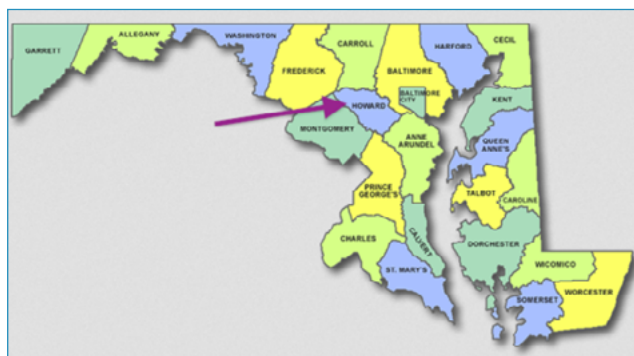 GARRETT
ALLEGANY
WASHINGTON
FREDERICK
CARROLL
BALTIMORE
HARFORD
CECIL
BALTIMORE
CITY
HOWARD
MONTGOMERY
ANNE
ARUNDEL
KENT
QUEEN
ANNE'S
PRINCE
GEORGE'S
TALBOT
CAROLINE
CHARLES
CALVERT
DORCHESTER
ST. MARY'S
WICOMICO
SOMERSET
WORCESTER